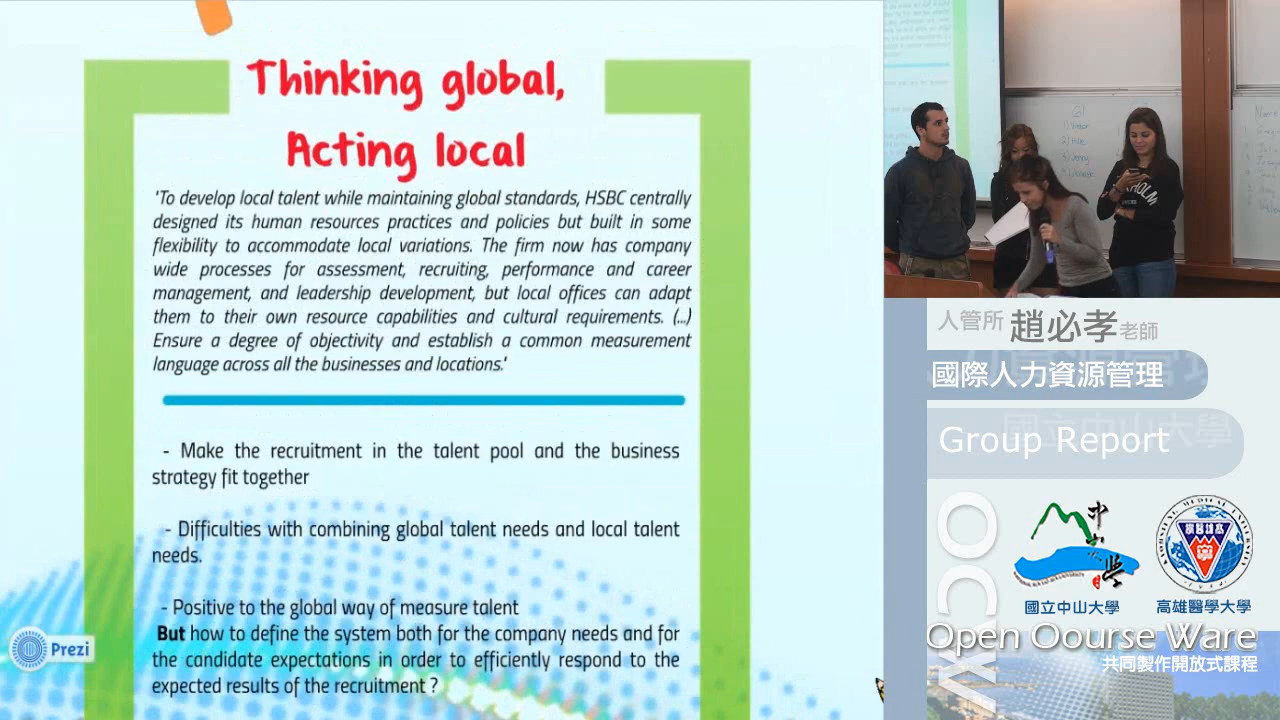 Thinking global,
Acting local
'To develop local talent while maintaining global standards, HSBC centrally
designed its human resources practices and policies but built in some
flexibility to accommodate local variations. The firm now has company
wide processes for assessment, recruiting, performance and career
management, and leadership development, but local offices can adapt
them to their own resource capabilities and cultural requirements. (...)
Ensure a degree of objectivity and establish a common measurement
language across all the businesses and locations.'
- Make the recruitment in the talent pool and the business
strategy fit together
- Difficulties with combining global talent needs and local talent
needs.
- Positive to the global way of measure talent
But how to define the system both for the company needs and for
the candidate expectations in order to efficiently respond to the
expected results of the recruitment ?
Prezi
人管所 趙必孝老師
國際人力資源管理
Group Report
國立中山大學
高雄醫學大學
OCW
Open Oourse Ware
共同製作開放式課程